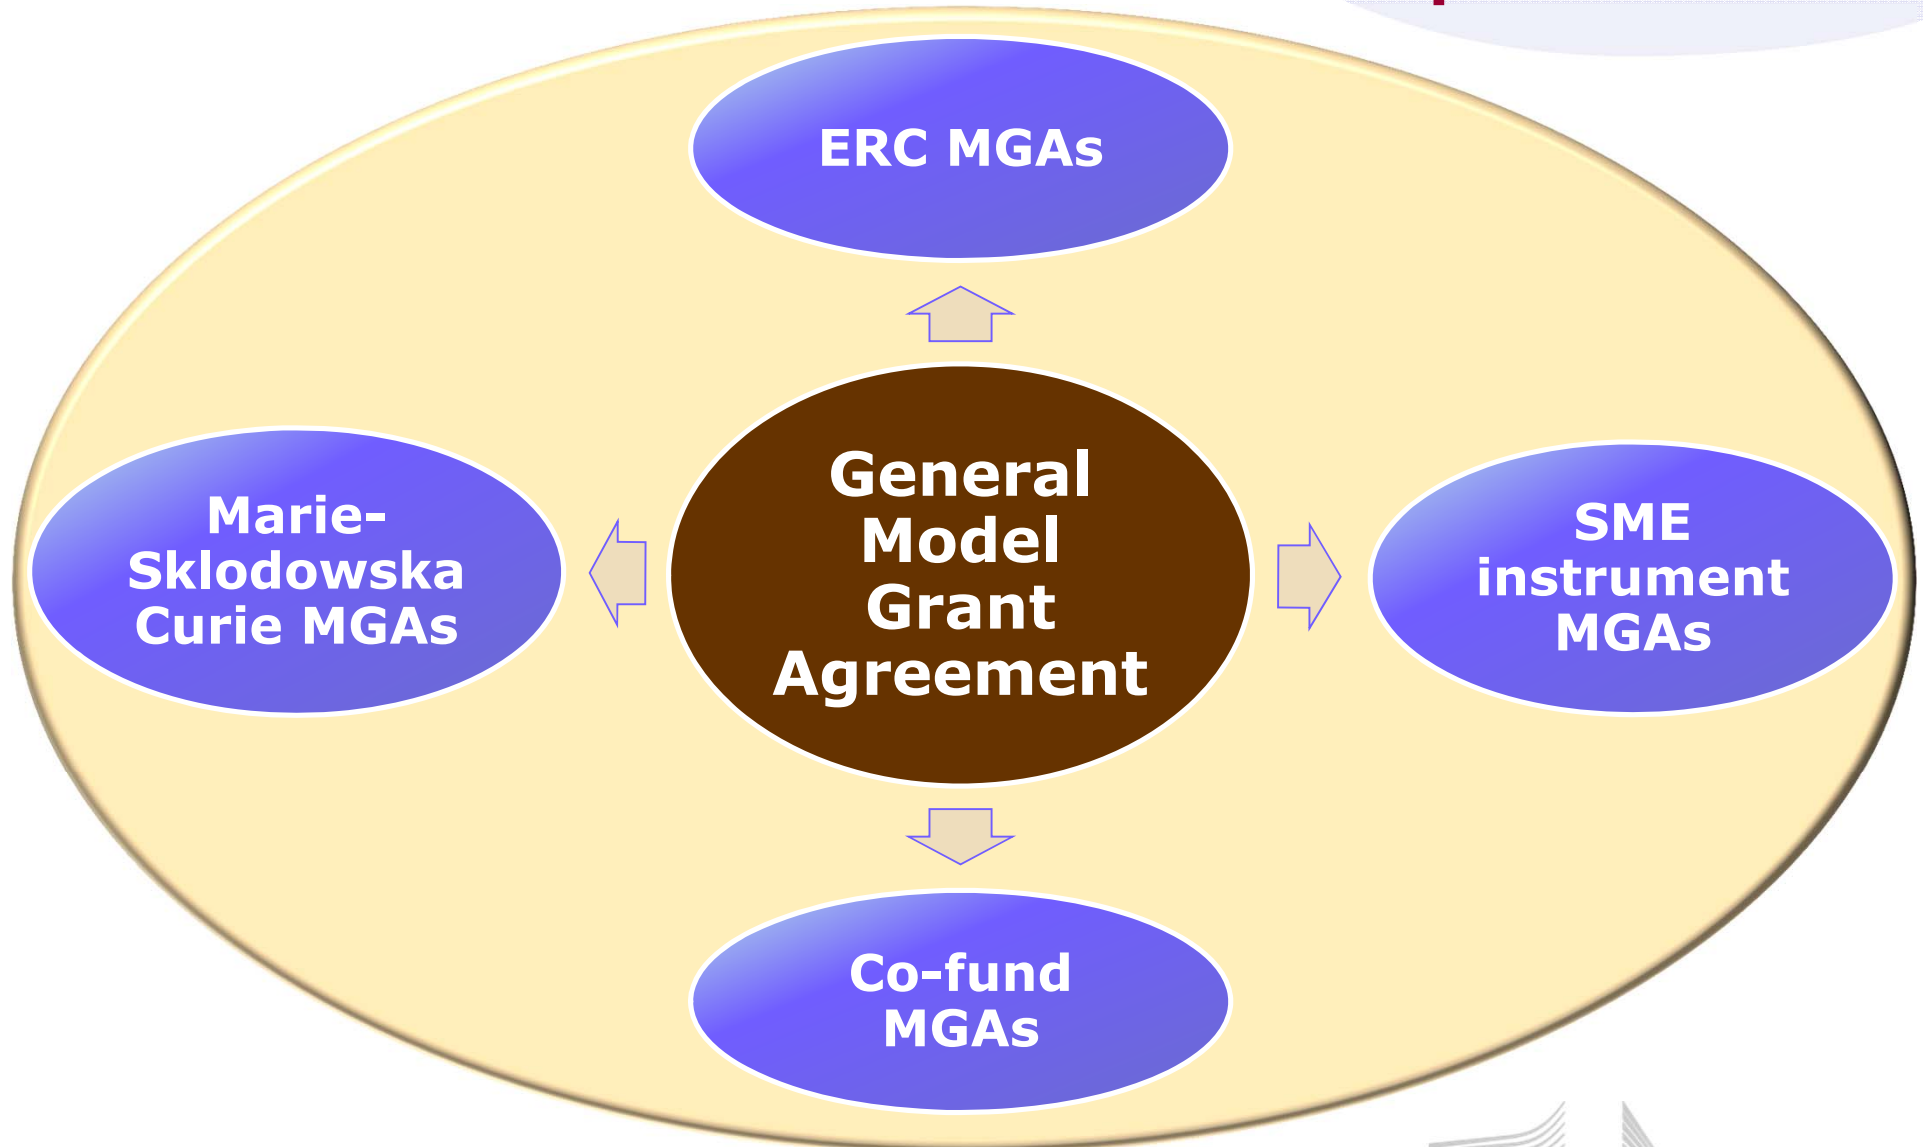 ERC MGAs
General
Model
Grant
Agreement
Marie-
Sklodowska
Curie MGAs
SME
instrument
MGAs
Co-fund
MGAs